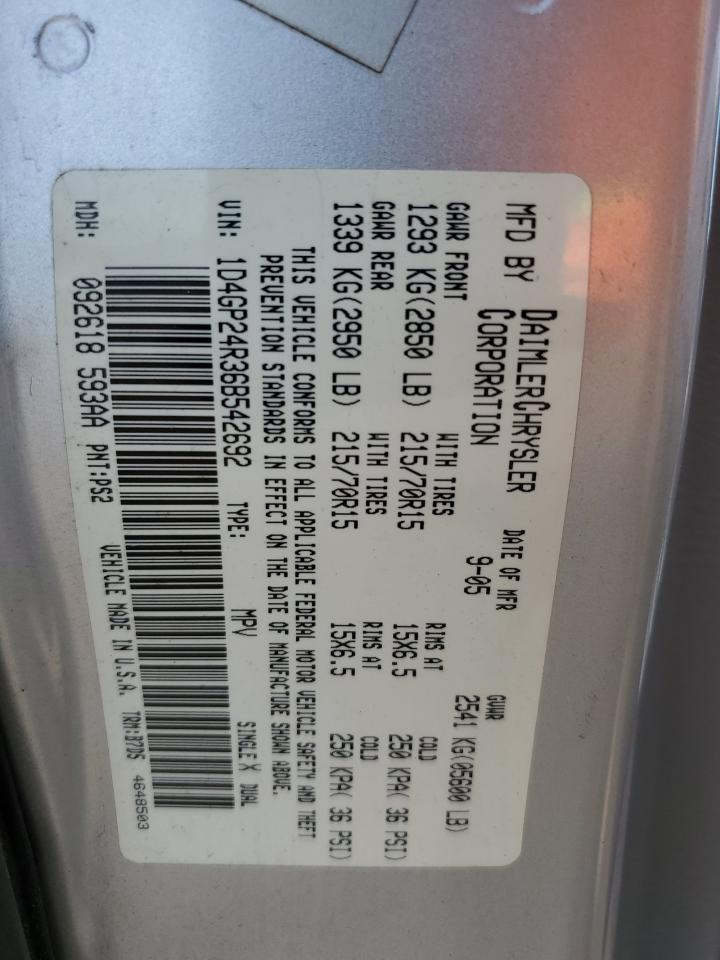 MFD BY DAIMLERCHRYSLER CORPORATION DATE OF MFR 9-05 GVWR 2541 KG(05600 LB)
GAWR FRONT WITH TIRES RIMS AT COLD
1293 KG(2850 LB) 215/70R15 15X6.5 250 KPA( 36 PSI)
GAWR REAR WITH TIRES RIMS AT COLD
1339 KG(2950 LB) 215/70R15 15X6.5 250 KPA( 36 PSI)
THIS VEHICLE CONFORMS TO ALL APPLICABLE FEDERAL MOTOR VEHICLE SAFETY AND THEFT
PREVENTION STANDARDS IN EFFECT ON THE DATE OF MANUFACTURE SHOWN ABOVE.
VIN: 1D4GP24R36B542692 TYPE: MPV SINGLE X DUAL
MDH: 092618 593AA PNT:PS2 VEHICLE MADE IN U.S.A. TRM:B7DS 4648503